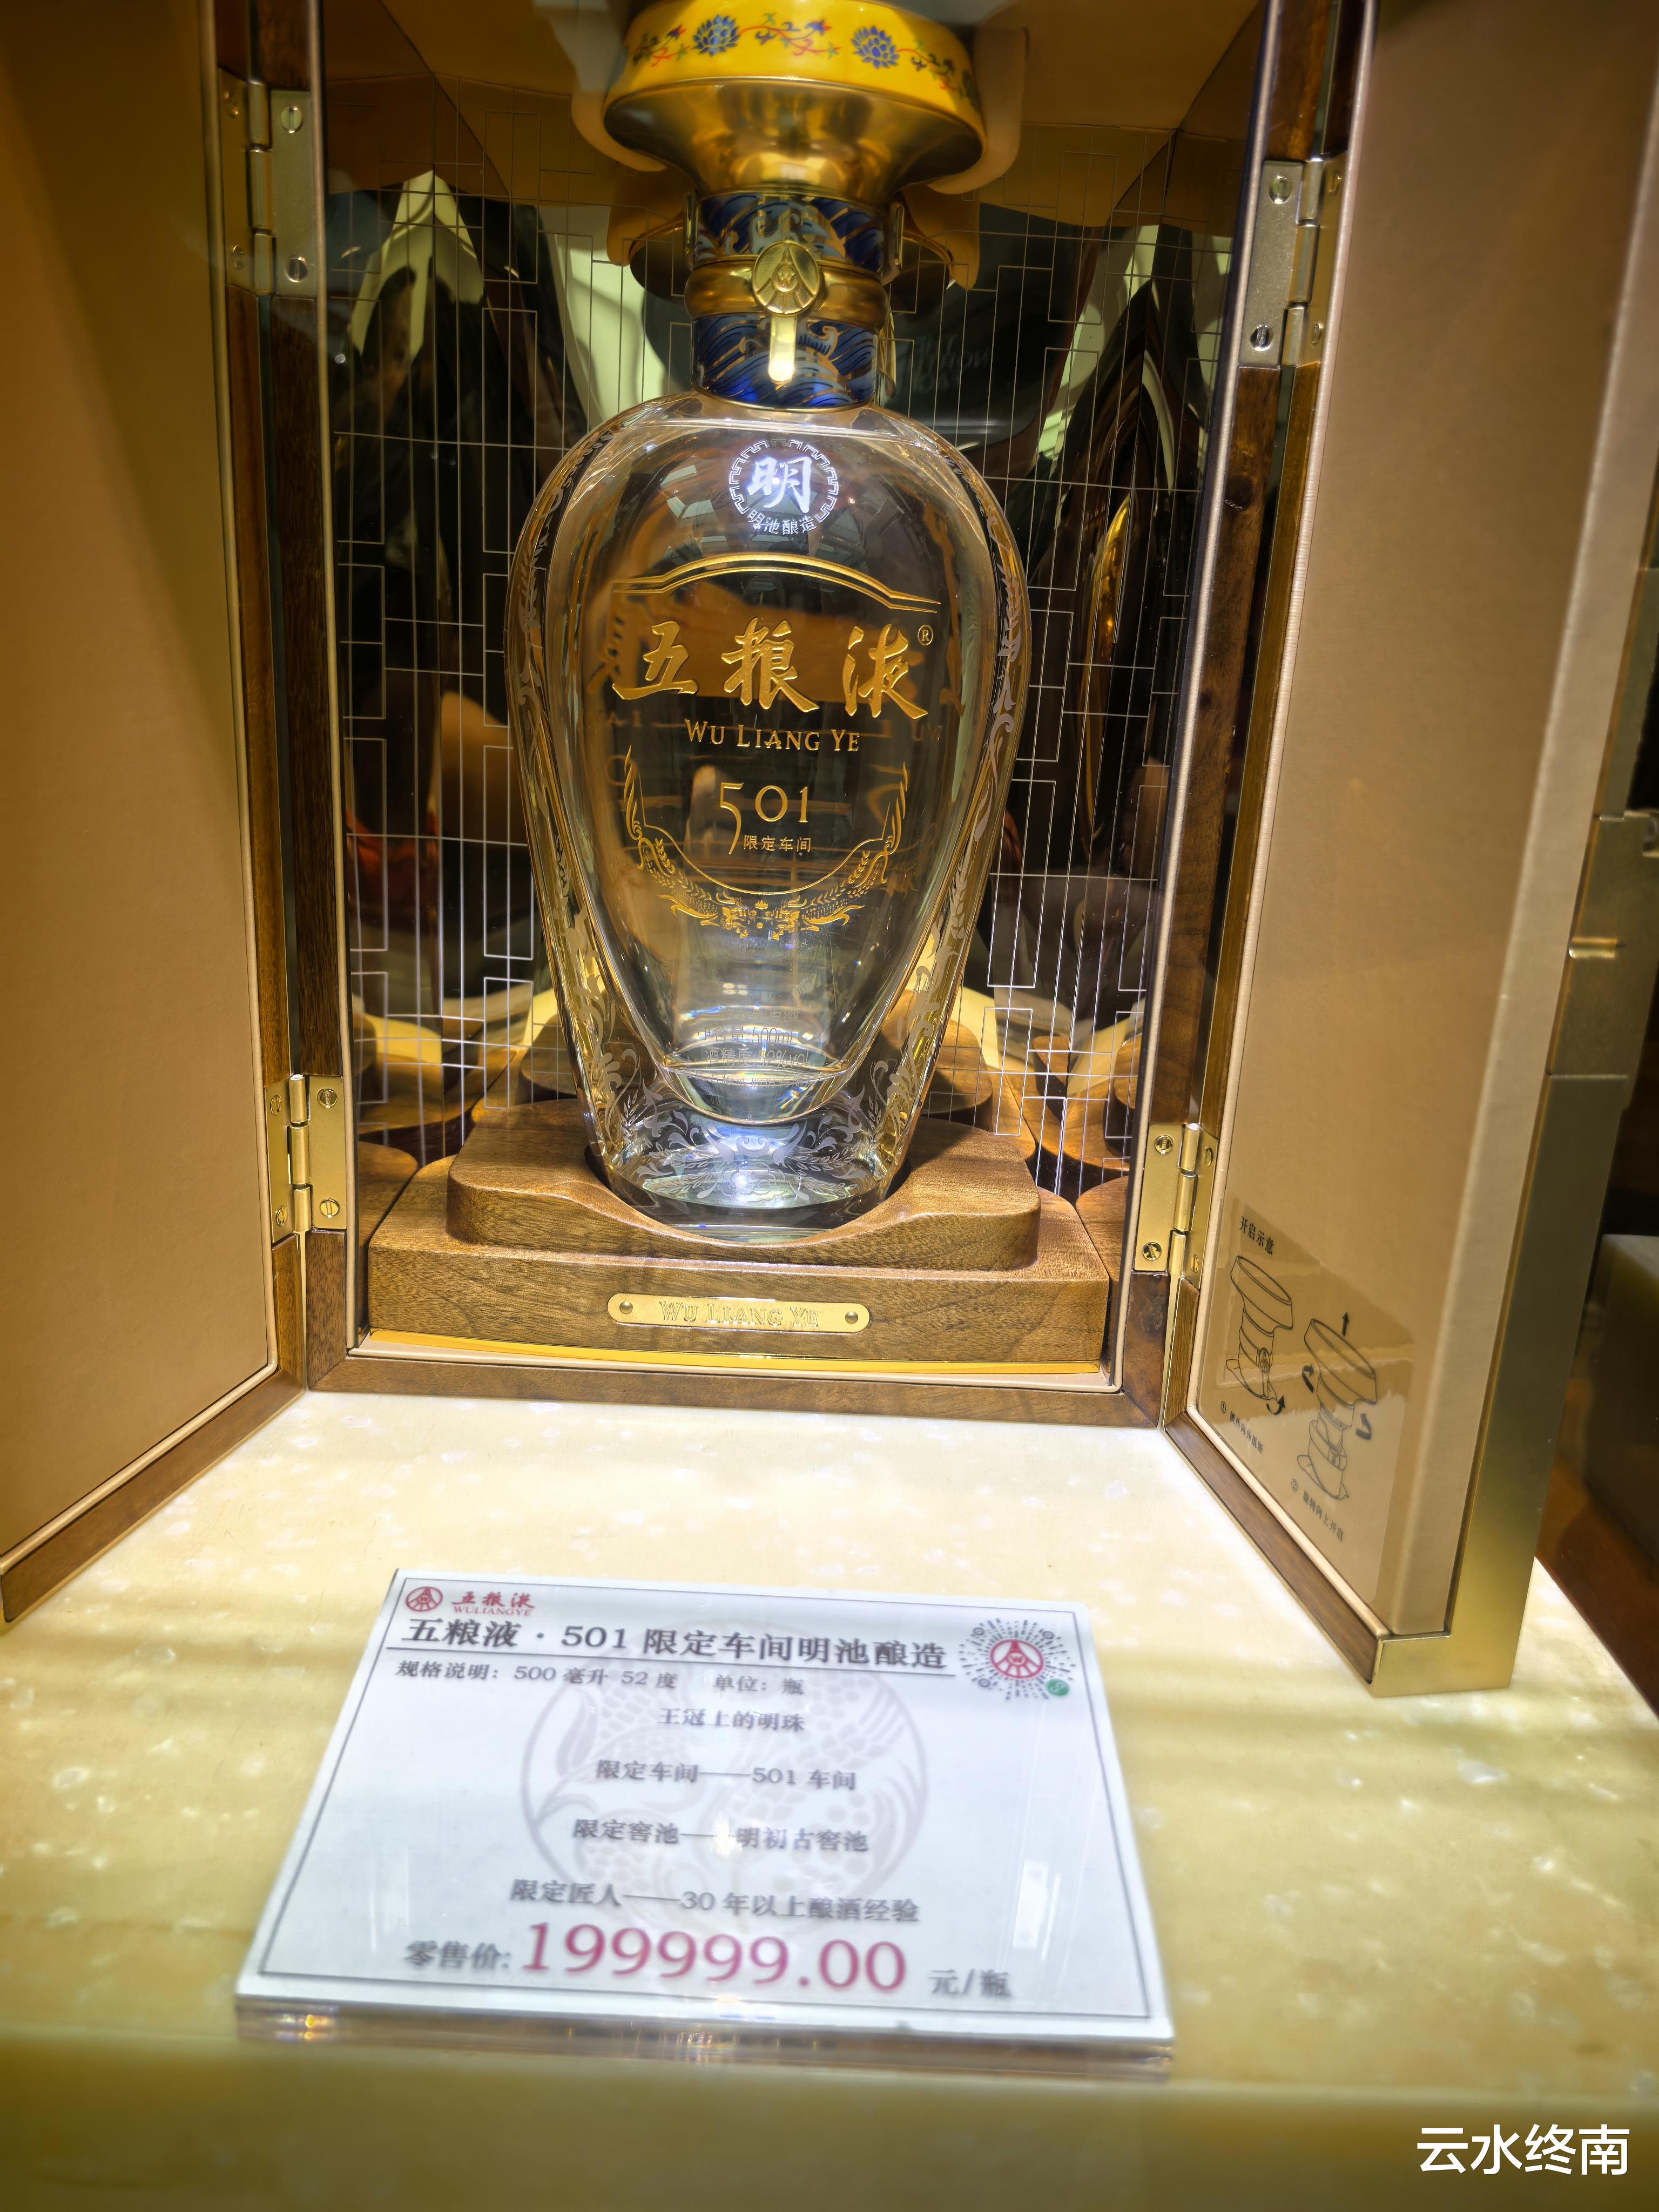 明
明池酿造
五粮液®
WU LIANG YE
501
限定车间
500mL
WU LIANG YE
开启示意
五粮液
WULIANGYE
五粮液·501 限定车间明池酿造
规格说明：500 毫升 52 度 单位：瓶
王冠上的明珠
限定车间——501 车间
限定窖池——明初古窖池
限定匠人——30 年以上酿酒经验
零售价: 199999.00 元/瓶
云水终南